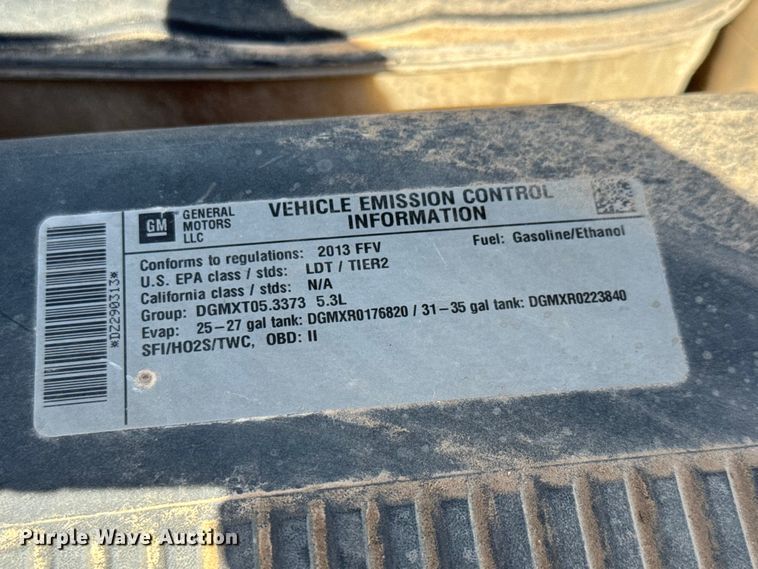 GM
GENERAL
MOTORS
LLC
VEHICLE EMISSION CONTROL
INFORMATION
Conforms to regulations: 2013 FFV
Fuel: Gasoline/Ethanol
U.S. EPA class / stds: LDT / TIER2
California class / stds: N/A
Group: DGMXT05.3373 5.3L
Evap: 25-27 gal tank: DGMXR0176820 / 31-35 gal tank: DGMXR0223840
SFI/HO2S/TWC, OBD: II
*DZ290313*
Purple Wave Auction